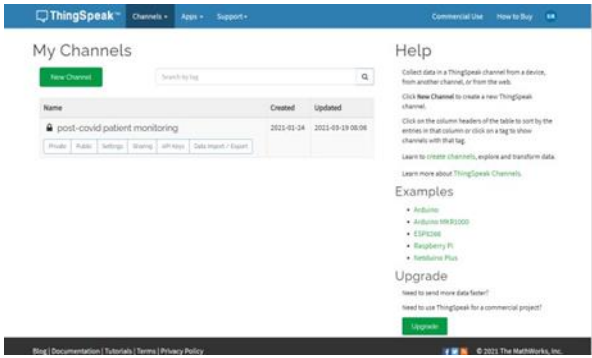 ThingSpeak™ Channels Apps Support Commercial Use How to Buy
My Channels
New Channel Search by tag
Name Created Updated
post-covid patient monitoring 2021-01-24 2021-03-19 08:08
Private Public Settings Sharing API Keys Data Import / Export
Help
Collect data in a ThingSpeak channel from a device,
from another channel, or from the web.
Click New Channel to create a new ThingSpeak
channel.
Click on the column headers of the table to sort by the
entries in that column or click on a tag to show
channels with that tag.
Learn to create channels, explore and transform data.
Learn more about ThingSpeak Channels.
Examples
• Arduino
• Arduino MKR1000
• ESP8266
• Raspberry Pi
• Netduino Plus
Upgrade
Need to send more data faster?
Need to use ThingSpeak for a commercial project?
Upgrade
Blog | Documentation | Tutorials | Terms | Privacy Policy © 2021 The MathWorks, Inc.